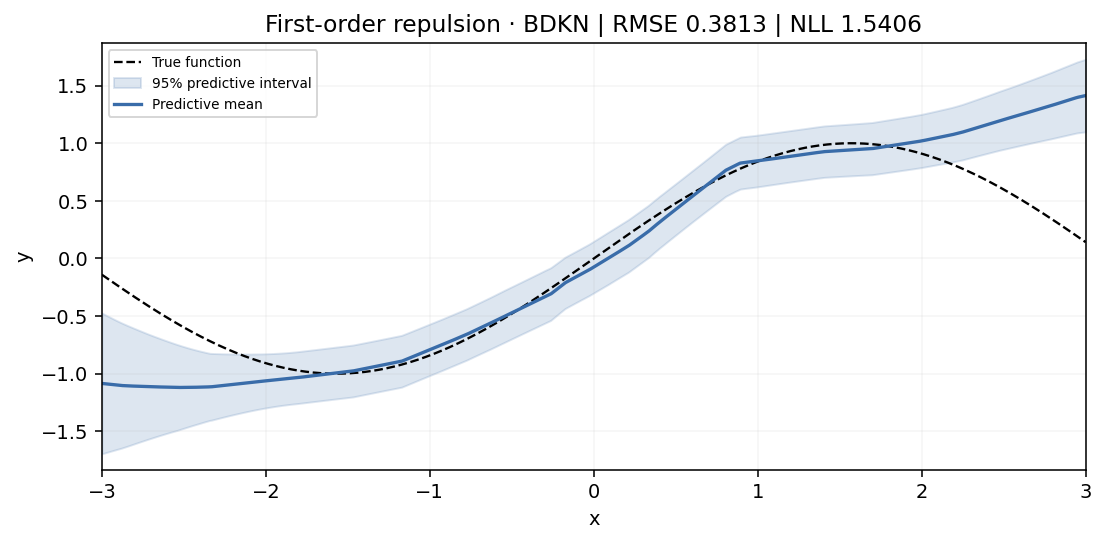 First-order repulsion · BDKN | RMSE 0.3813 | NLL 1.5406
True function
95% predictive interval
Predictive mean
y
1.5
1.0
0.5
0.0
−0.5
−1.0
−1.5
−3 −2 −1 0 1 2 3
x